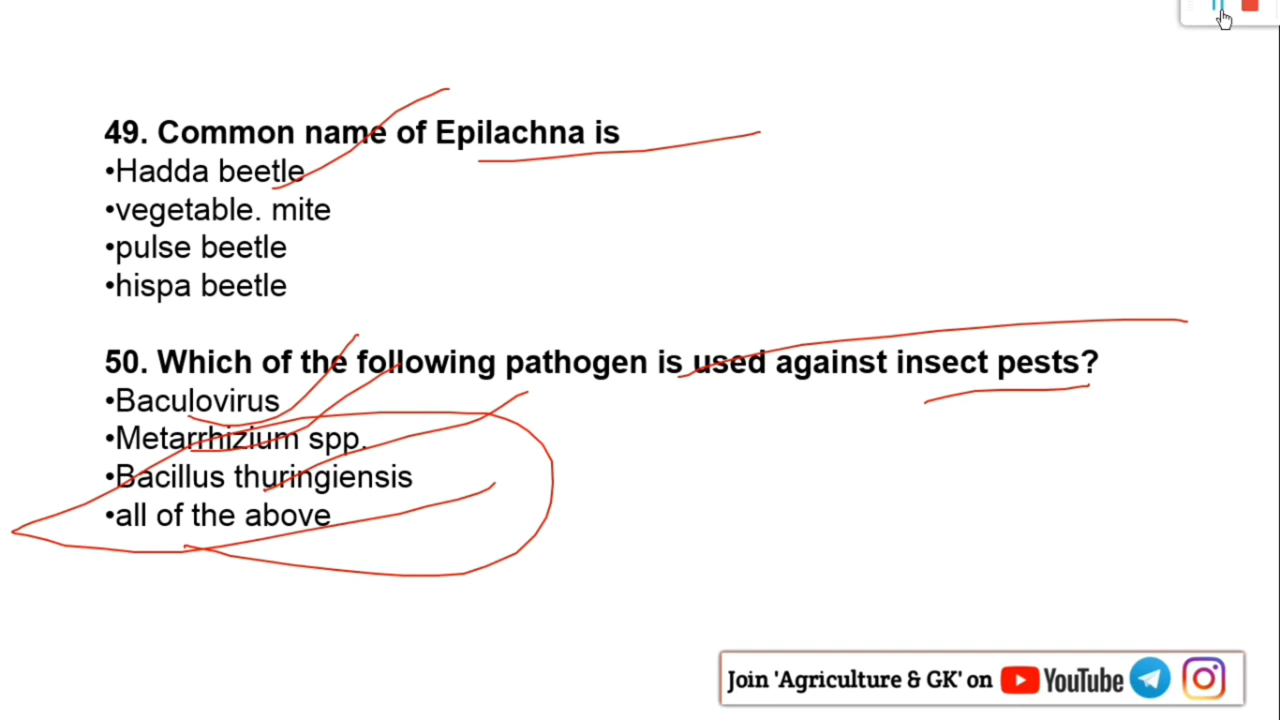 49. Common name of Epilachna is
•Hadda beetle
•vegetable. mite
•pulse beetle
•hispa beetle
50. Which of the following pathogen is used against insect pests?
•Baculovirus
•Metarrhizium spp.
•Bacillus thuringiensis
•all of the above
Join 'Agriculture & GK' on YouTube